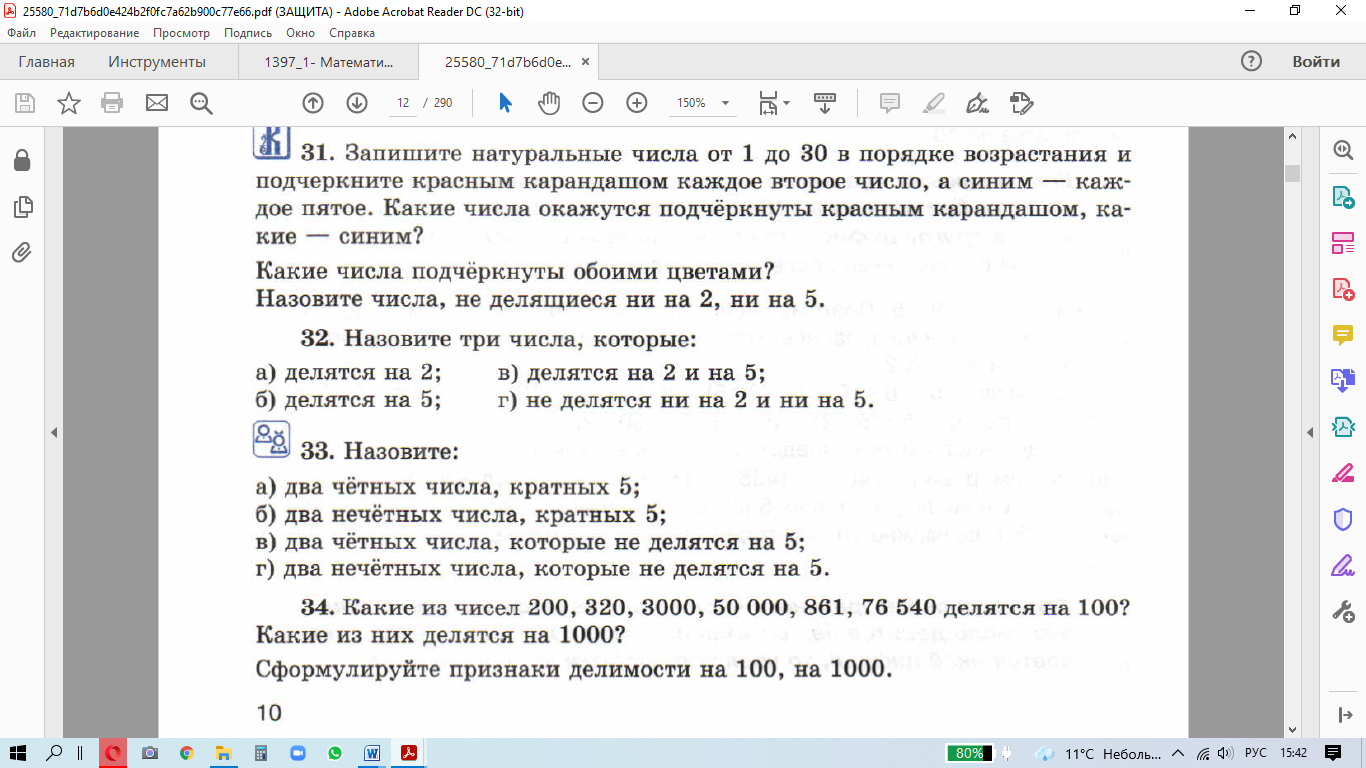 25580_71d7b6d0e424b2f0fc7a62b900c77e66.pdf (ЗАЩИТА) - Adobe Acrobat Reader DC (32-bit)
Файл Редактирование Просмотр Подпись Окно Справка
Главная Инструменты 1397_1- Математи... 25580_71d7b6d0e... × Войти
12 / 290 150%
31. Запишите натуральные числа от 1 до 30 в порядке возрастания и
подчеркните красным карандашом каждое второе число, а синим — каж-
дое пятое. Какие числа окажутся подчёркнуты красным карандашом, ка-
кие — синим?
Какие числа подчёркнуты обоими цветами?
Назовите числа, не делящиеся ни на 2, ни на 5.
32. Назовите три числа, которые:
а) делятся на 2; в) делятся на 2 и на 5;
б) делятся на 5; г) не делятся ни на 2 и ни на 5.
33. Назовите:
а) два чётных числа, кратных 5;
б) два нечётных числа, кратных 5;
в) два чётных числа, которые не делятся на 5;
г) два нечётных числа, которые не делятся на 5.
34. Какие из чисел 200, 320, 3000, 50 000, 861, 76 540 делятся на 100?
Какие из них делятся на 1000?
Сформулируйте признаки делимости на 100, на 1000.
10
80% 11°C Неболь... РУС 15:42